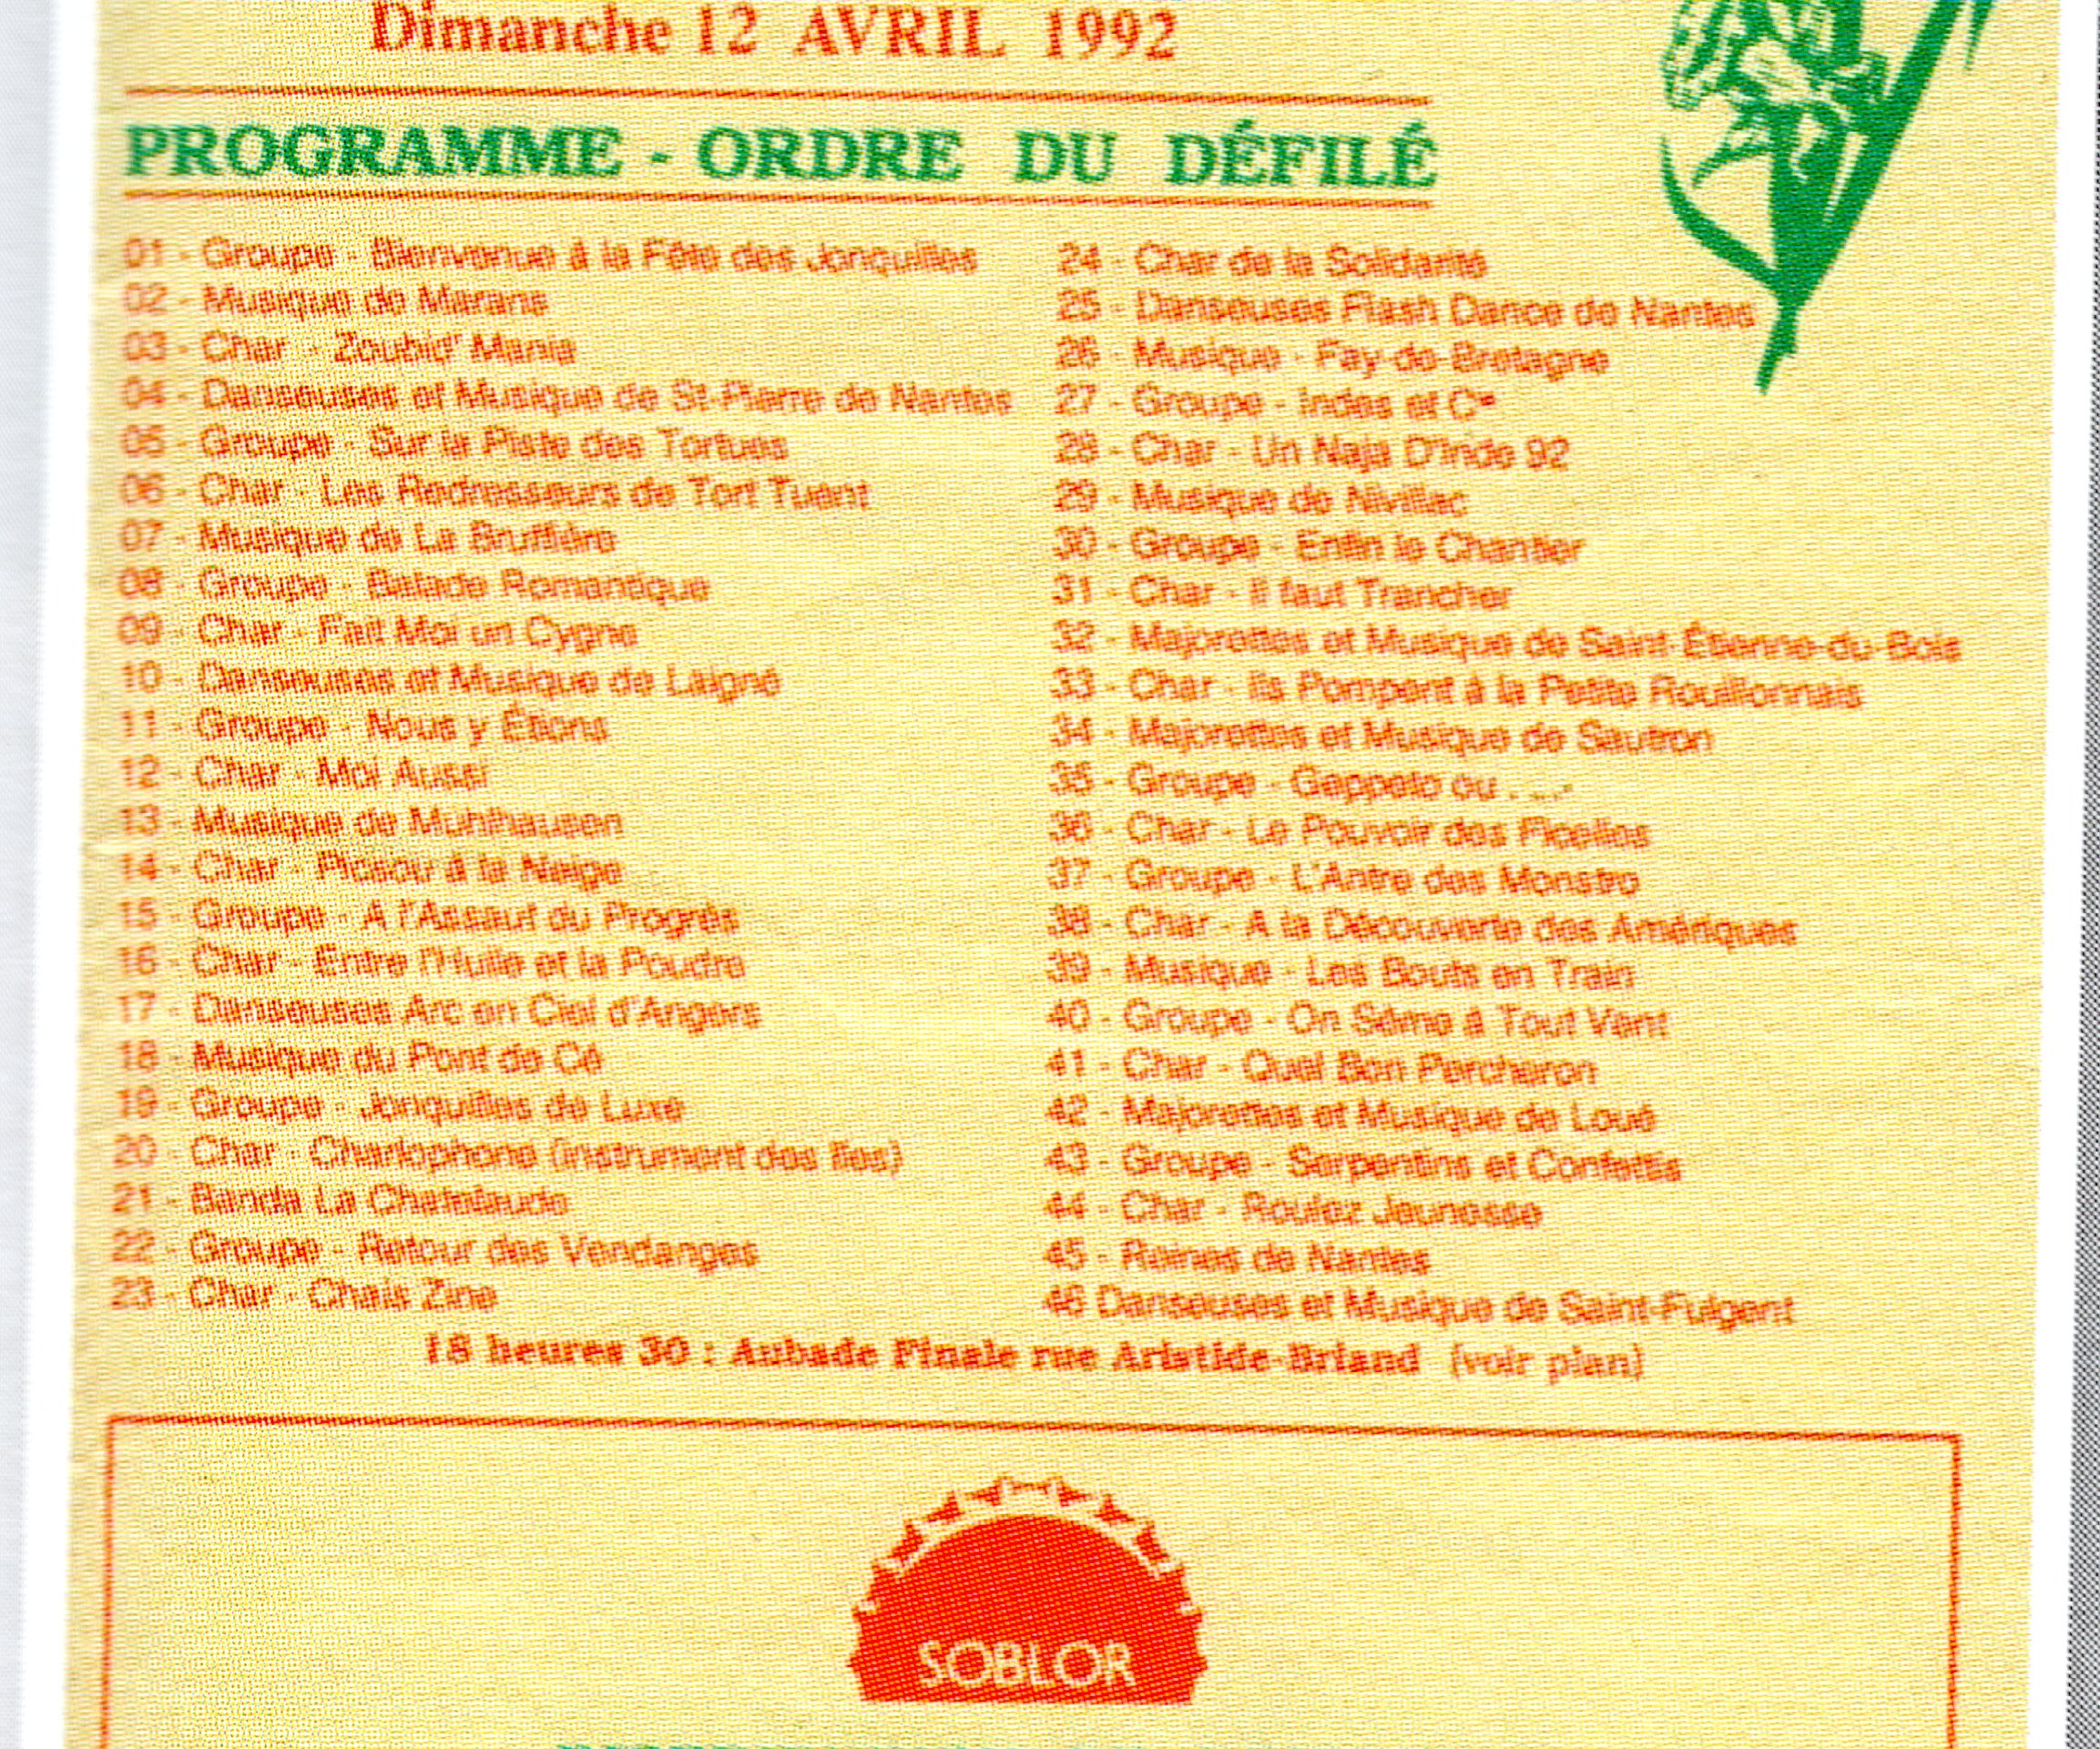 Dimanche 12 AVRIL 1992
PROGRAMME - ORDRE DU DÉFILÉ
01 - Groupe - Bienvenue à la Fête des Jonquilles
02 - Musique de Marans
03 - Char - Zoubid' Mania
04 - Danseuses et Musique de St-Pierre de Nantes
05 - Groupe - Sur la Piste des Tortues
06 - Char - Les Redresseurs de Tort Tuent
07 - Musique de La Bruffière
08 - Groupe - Balade Romantique
09 - Char - Fait Moi un Cygne
10 - Danseuses et Musique de Laigné
11 - Groupe - Nous y Étions
12 - Char - Moi Aussi
13 - Musique de Muhlhausen
14 - Char - Picsou à la Neige
15 - Groupe - A l'Assaut du Progrès
16 - Char - Entre l'Huile et la Poudre
17 - Danseuses Arc en Ciel d'Angers
18 - Musique du Pont de Cé
19 - Groupe - Jonquilles de Luxe
20 - Char - Charlophone (instrument des îles)
21 - Banda La Chatelaude
22 - Groupe - Retour des Vendanges
23 - Char - Chais Zine
24 - Char de la Solidarité
25 - Danseuses Flash Dance de Nantes
26 - Musique - Fay-de-Bretagne
27 - Groupe - Indes et Cie
28 - Char - Un Naja D'Inde 92
29 - Musique de Nivillac
30 - Groupe - Enfin le Chantier
31 - Char - Il faut Trancher
32 - Majorettes et Musique de Saint-Étienne-du-Bois
33 - Char - Ils Pompent à la Petite Rouillonnais
34 - Majorettes et Musique de Sautron
35 - Groupe - Geppeto ou . ...
36 - Char - Le Pouvoir des Ficelles
37 - Groupe - L'Antre des Monstro
38 - Char - A la Découverte des Amériques
39 - Musique - Les Bouts en Train
40 - Groupe - On Sème à Tout Vent
41 - Char - Quel Bon Percheron
42 - Majorettes et Musique de Loué
43 - Groupe - Serpentins et Confettis
44 - Char - Roulez Jeunesse
45 - Reines de Nantes
46 Danseuses et Musique de Saint-Fulgent
18 heures 30 : Aubade Finale rue Aristide-Briand (voir plan)
SOBLOR